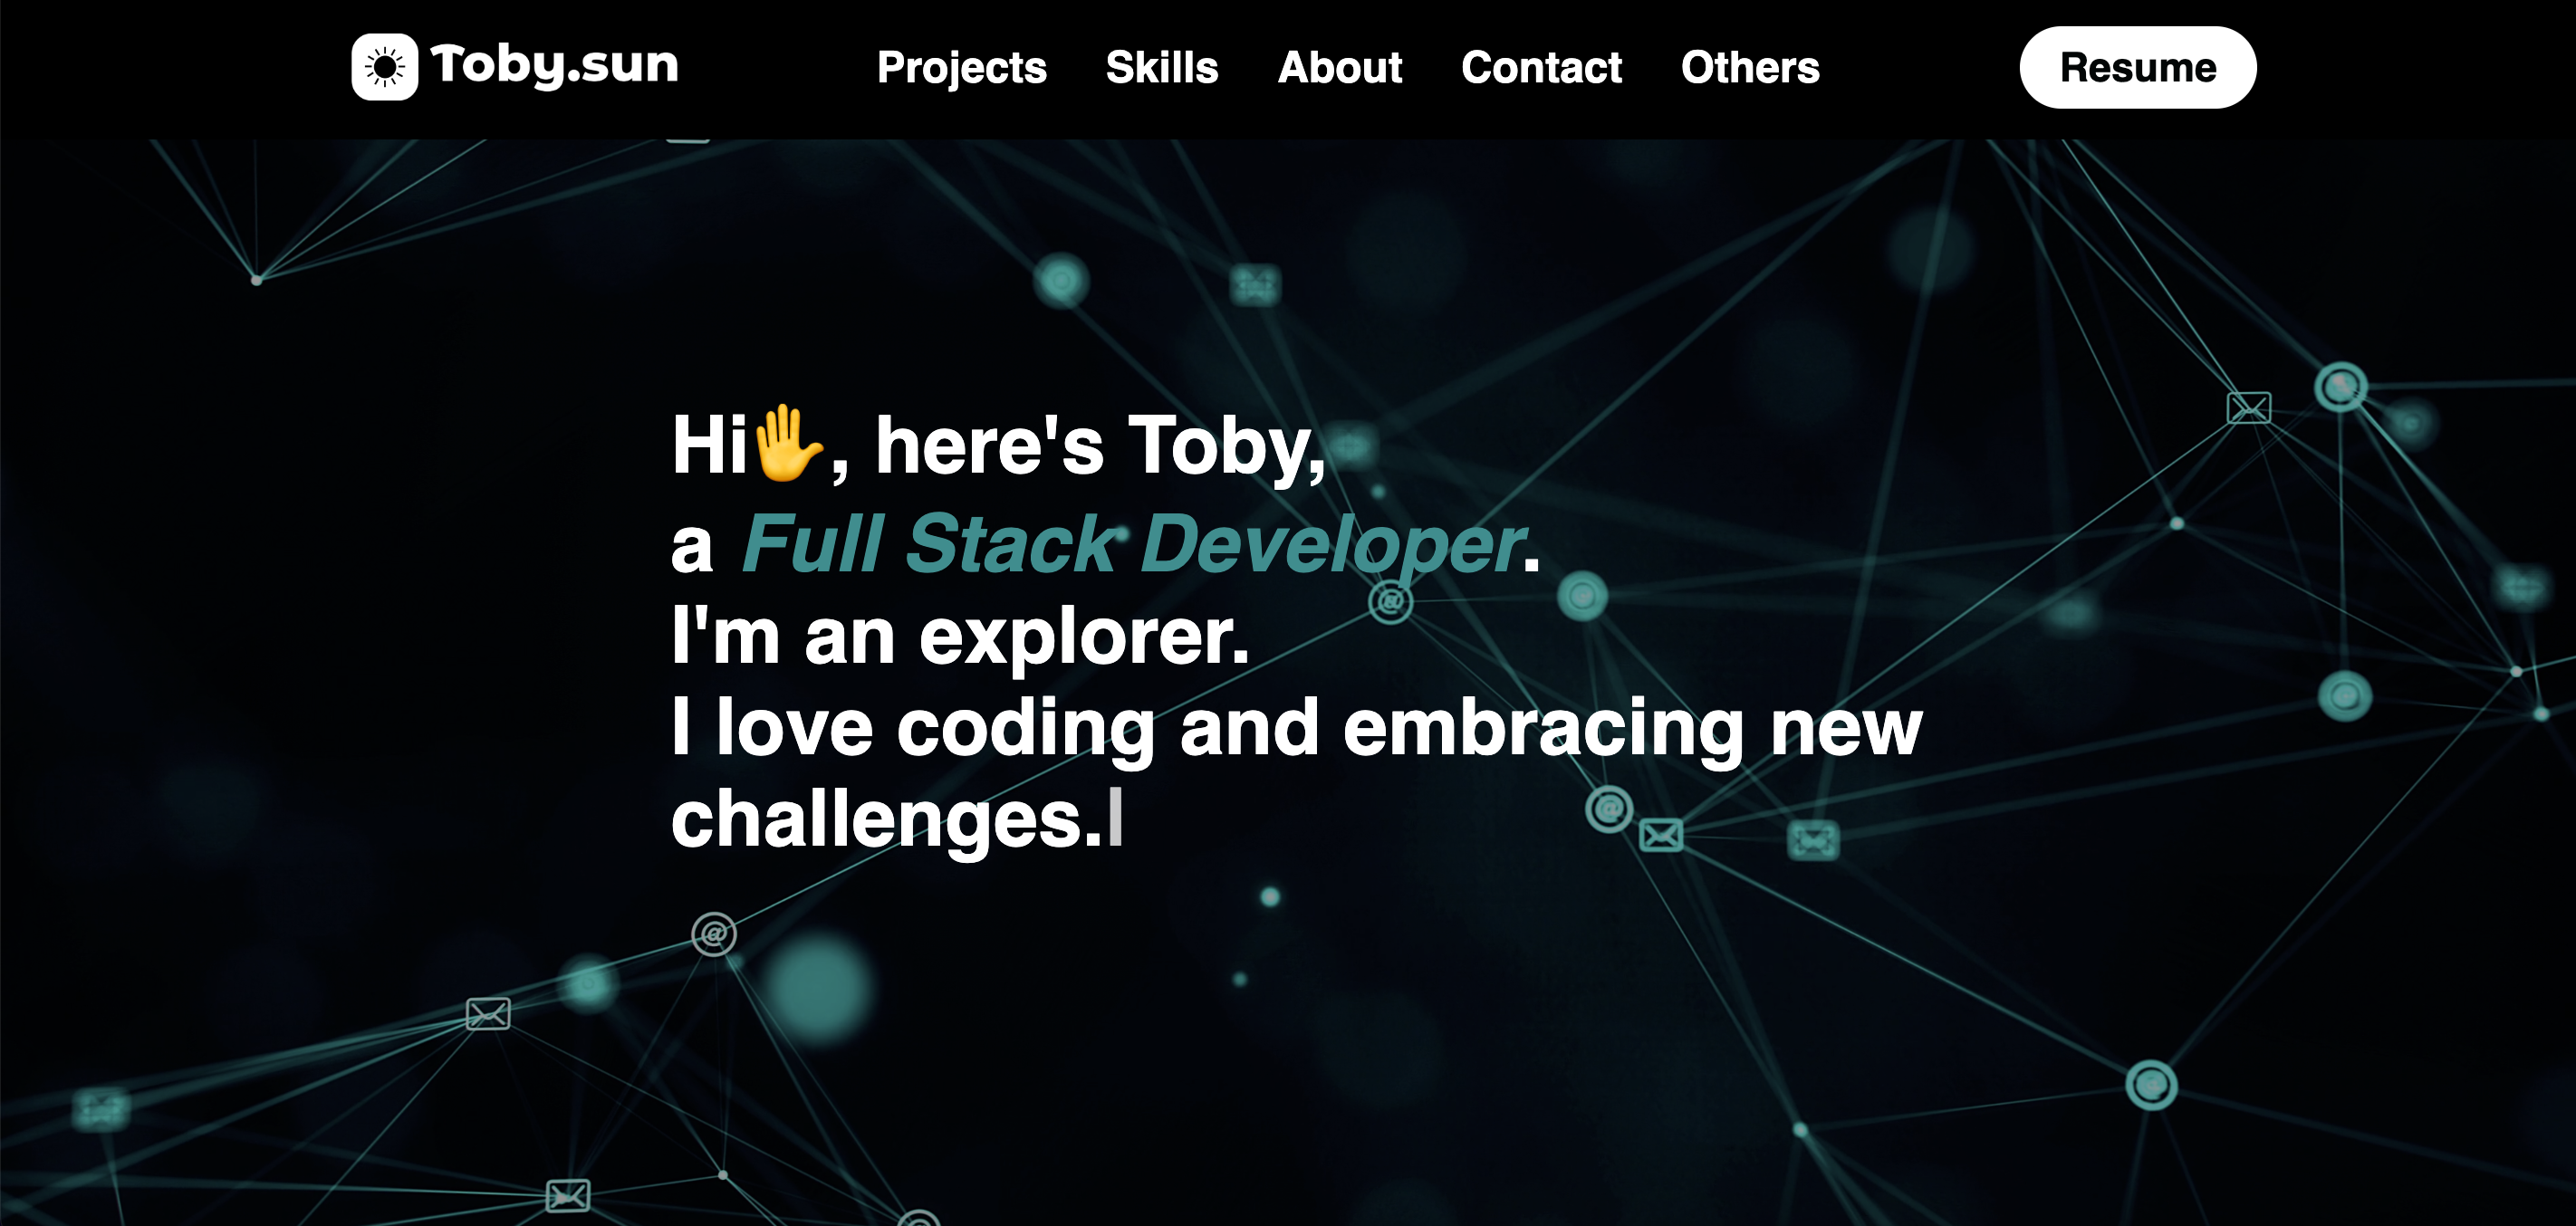 Toby.sun
Projects Skills About Contact Others
Resume
Hi🤚, here's Toby,
a Full Stack Developer.
I'm an explorer.
I love coding and embracing new
challenges.